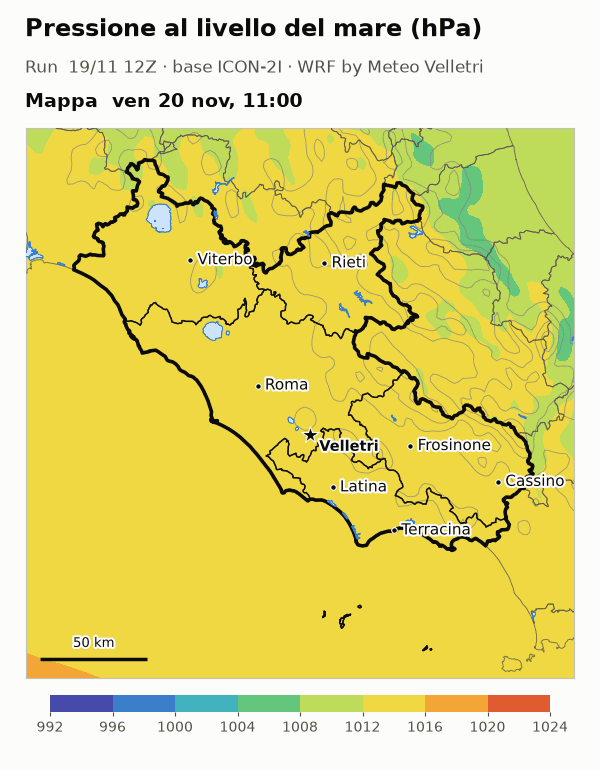 Pressione al livello del mare (hPa)
Run  19/11 12Z · base ICON-2I · WRF by Meteo Velletri
Mappa  ven 20 nov, 11:00
Viterbo
Rieti
Roma
Velletri
Frosinone
Cassino
Latina
Terracina
50 km
992 996 1000 1004 1008 1012 1016 1020 1024